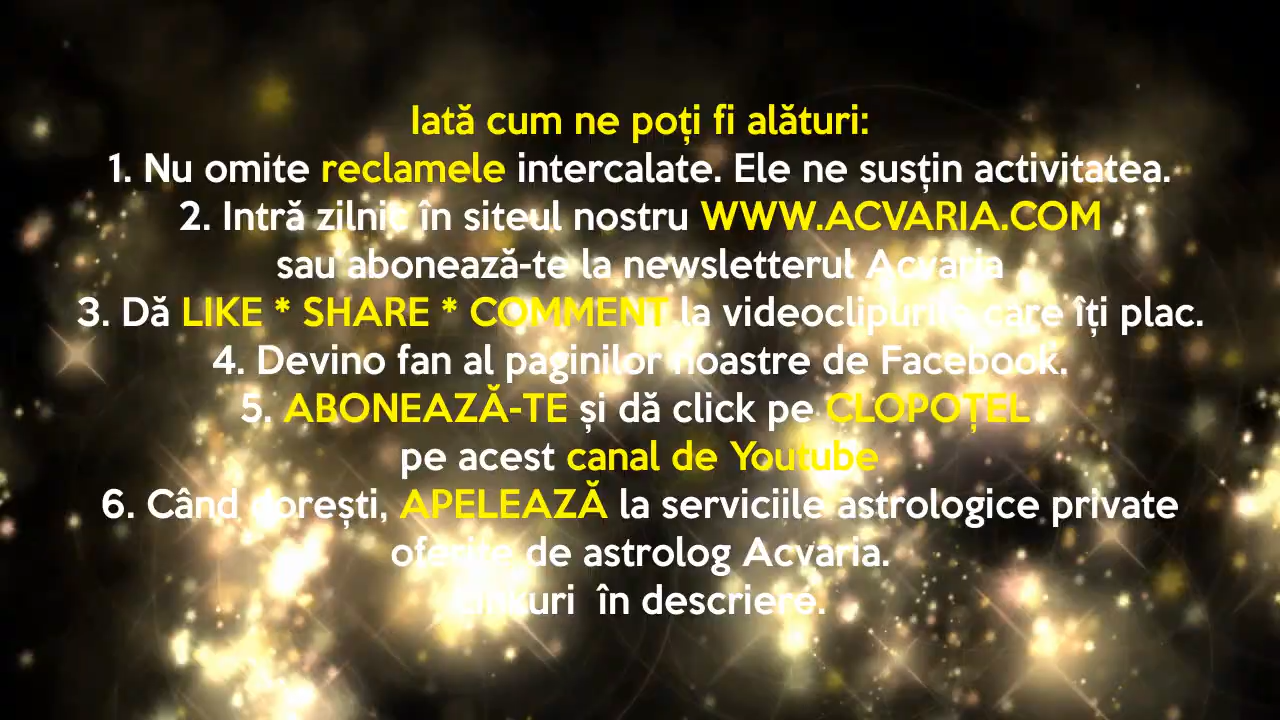 Iată cum ne poți fi alături:
1. Nu omite reclamele intercalate. Ele ne susțin activitatea.
2. Intră zilnic în siteul nostru WWW.ACVARIA.COM
sau abonează-te la newsletterul Acvaria
3. Dă LIKE * SHARE * COMMENT la videoclipurile care îți plac.
4. Devino fan al paginilor noastre de Facebook.
5. ABONEAZĂ-TE și dă click pe CLOPOȚEL
pe acest canal de Youtube
6. Când dorești, APELEAZĂ la serviciile astrologice private
oferite de astrolog Acvaria.
Linkuri în descriere.